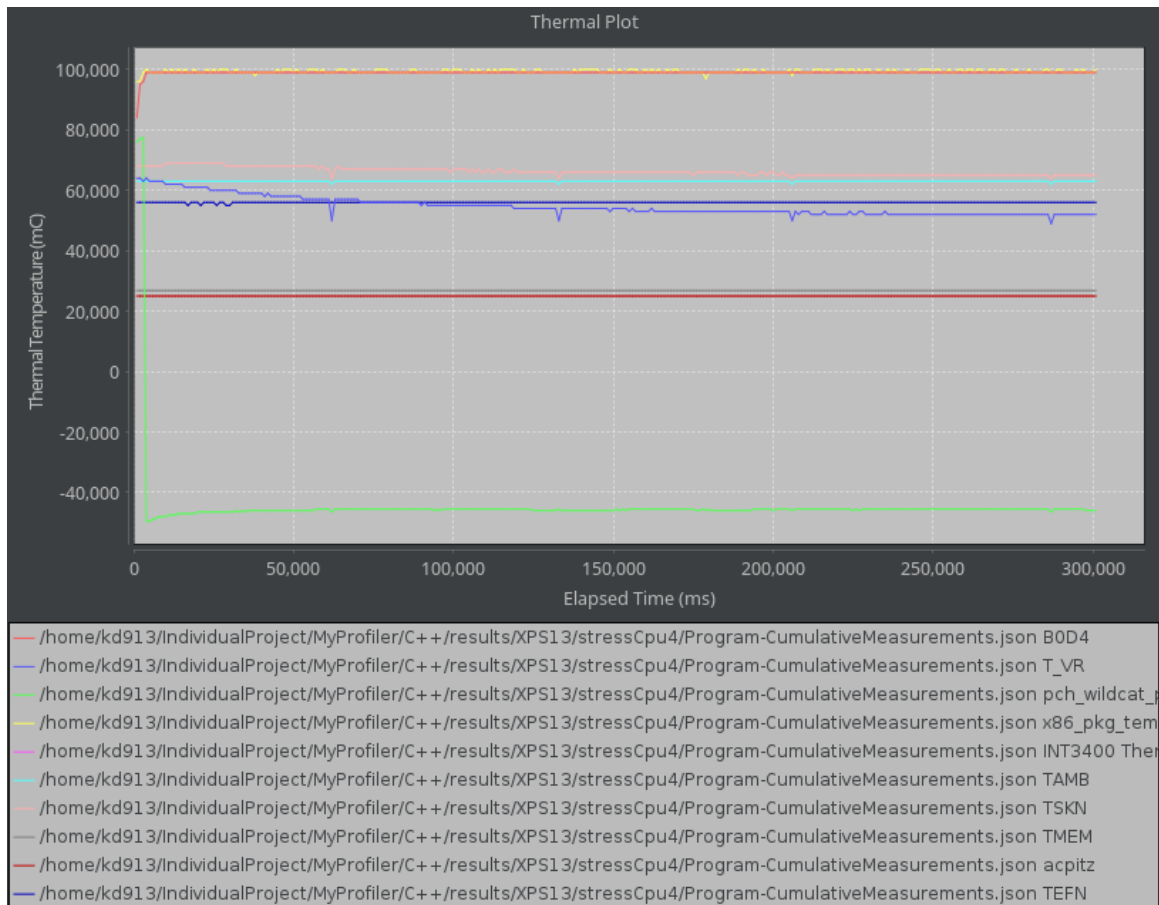 Thermal Plot
Thermal Temperature (mC)
100,000
80,000
60,000
40,000
20,000
0
-20,000
-40,000
0 50,000 100,000 150,000 200,000 250,000 300,000
Elapsed Time (ms)
/home/kd913/IndividualProject/MyProfiler/C++/results/XPS13/stressCpu4/Program-CumulativeMeasurements.json B0D4
/home/kd913/IndividualProject/MyProfiler/C++/results/XPS13/stressCpu4/Program-CumulativeMeasurements.json T_VR
/home/kd913/IndividualProject/MyProfiler/C++/results/XPS13/stressCpu4/Program-CumulativeMeasurements.json pch_wildcat_p
/home/kd913/IndividualProject/MyProfiler/C++/results/XPS13/stressCpu4/Program-CumulativeMeasurements.json x86_pkg_tem
/home/kd913/IndividualProject/MyProfiler/C++/results/XPS13/stressCpu4/Program-CumulativeMeasurements.json INT3400 Ther
/home/kd913/IndividualProject/MyProfiler/C++/results/XPS13/stressCpu4/Program-CumulativeMeasurements.json TAMB
/home/kd913/IndividualProject/MyProfiler/C++/results/XPS13/stressCpu4/Program-CumulativeMeasurements.json TSKN
/home/kd913/IndividualProject/MyProfiler/C++/results/XPS13/stressCpu4/Program-CumulativeMeasurements.json TMEM
/home/kd913/IndividualProject/MyProfiler/C++/results/XPS13/stressCpu4/Program-CumulativeMeasurements.json acpitz
/home/kd913/IndividualProject/MyProfiler/C++/results/XPS13/stressCpu4/Program-CumulativeMeasurements.json TEFN